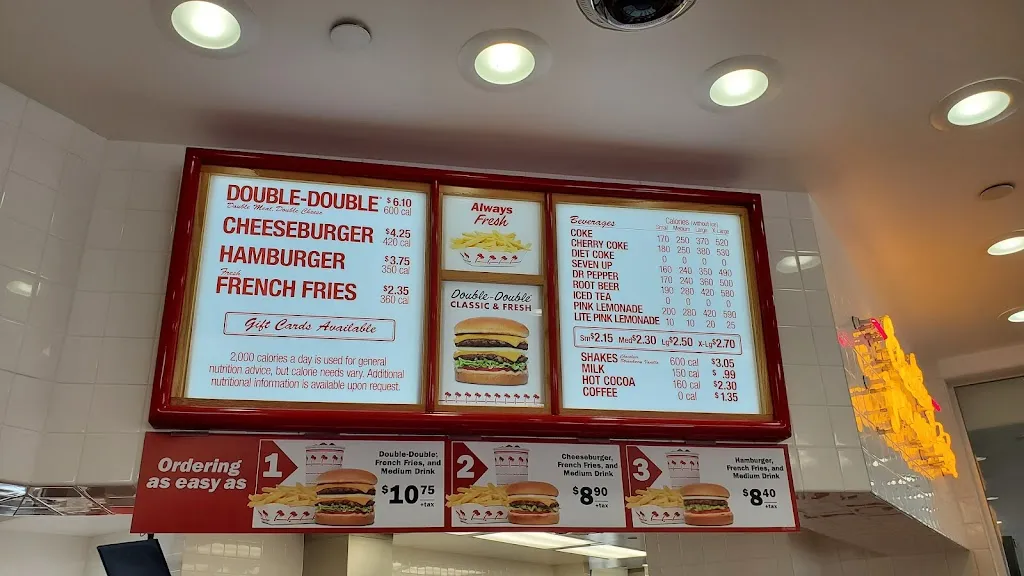 DOUBLE-DOUBLE $6.10
Double Meat, Double Cheese 600 cal
CHEESEBURGER $4.25
420 cal
HAMBURGER $3.75
350 cal
Fresh
FRENCH FRIES $2.35
360 cal
Gift Cards Available
2,000 calories a day is used for general
nutrition advice, but calorie needs vary. Additional
nutritional information is available upon request.
Always
Fresh
Double-Double
CLASSIC & FRESH
Beverages Calories (without ice)
Small Medium Large X-Large
COKE 170 250 370 520
CHERRY COKE 180 250 380 530
DIET COKE 0 0 0 0
SEVEN UP 160 240 350 490
DR PEPPER 170 240 360 500
ROOT BEER 190 280 420 580
ICED TEA 0 0 0 0
PINK LEMONADE 200 280 420 590
LITE PINK LEMONADE 10 10 20 25
Sm$2.15 Med$2.30 Lg$2.50 X-Lg$2.70
SHAKES 600 cal $3.05
MILK 150 cal $.99
HOT COCOA 160 cal $2.30
COFFEE 0 cal $1.35
Ordering
as easy as
1
Double-Double,
French Fries, and
Medium Drink
$10.75
+tax
2
Cheeseburger,
French Fries, and
Medium Drink
$8.90
+tax
3
Hamburger,
French Fries, and
Medium Drink
$8.40
+tax